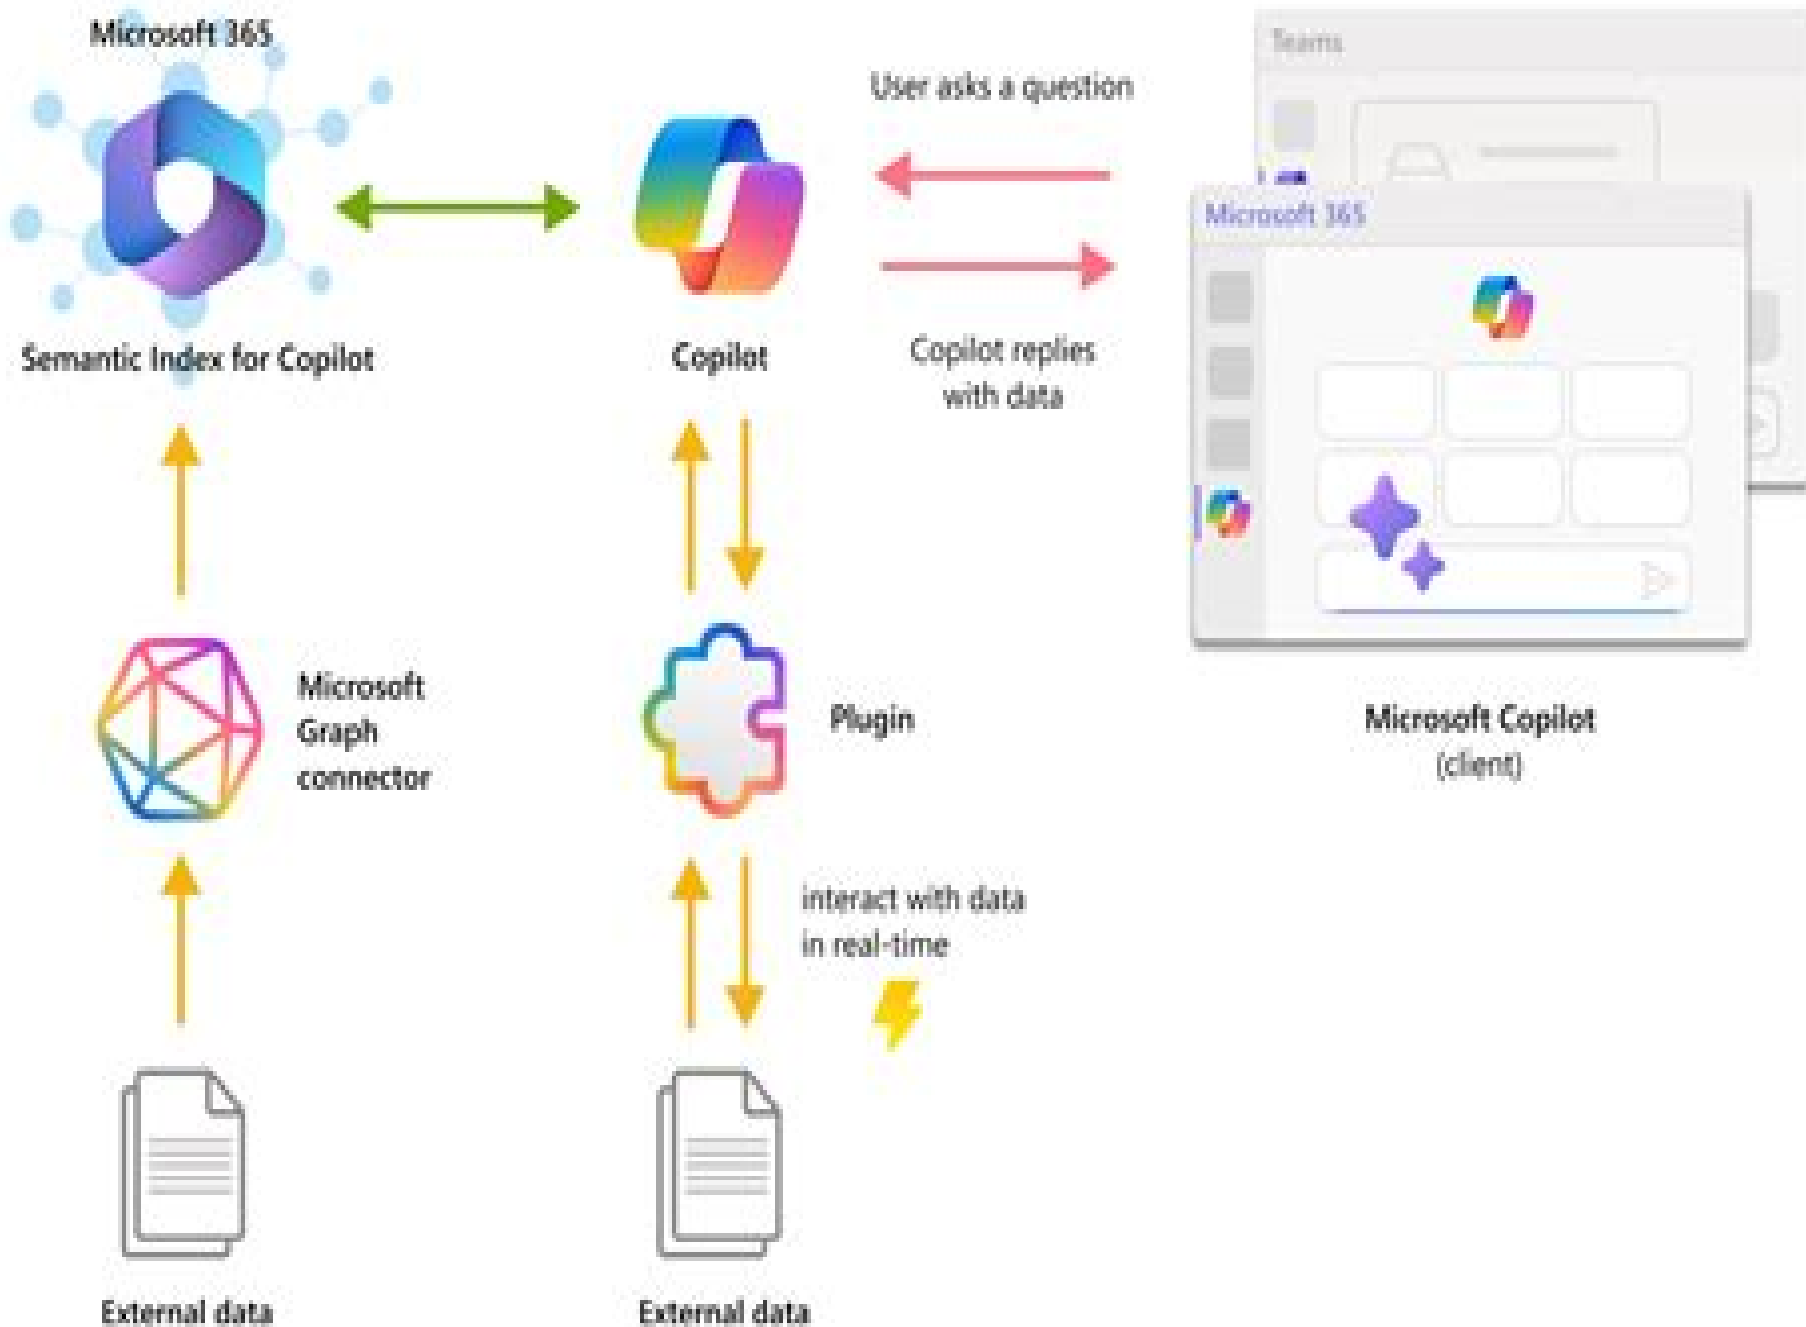 Microsoft 365
Semantic Index for Copilot
Copilot
User asks a question
Copilot replies
with data
Teams
Microsoft 365
Microsoft
Graph
connector
Plugin
Microsoft Copilot
(client)
interact with data
in real-time
External data
External data